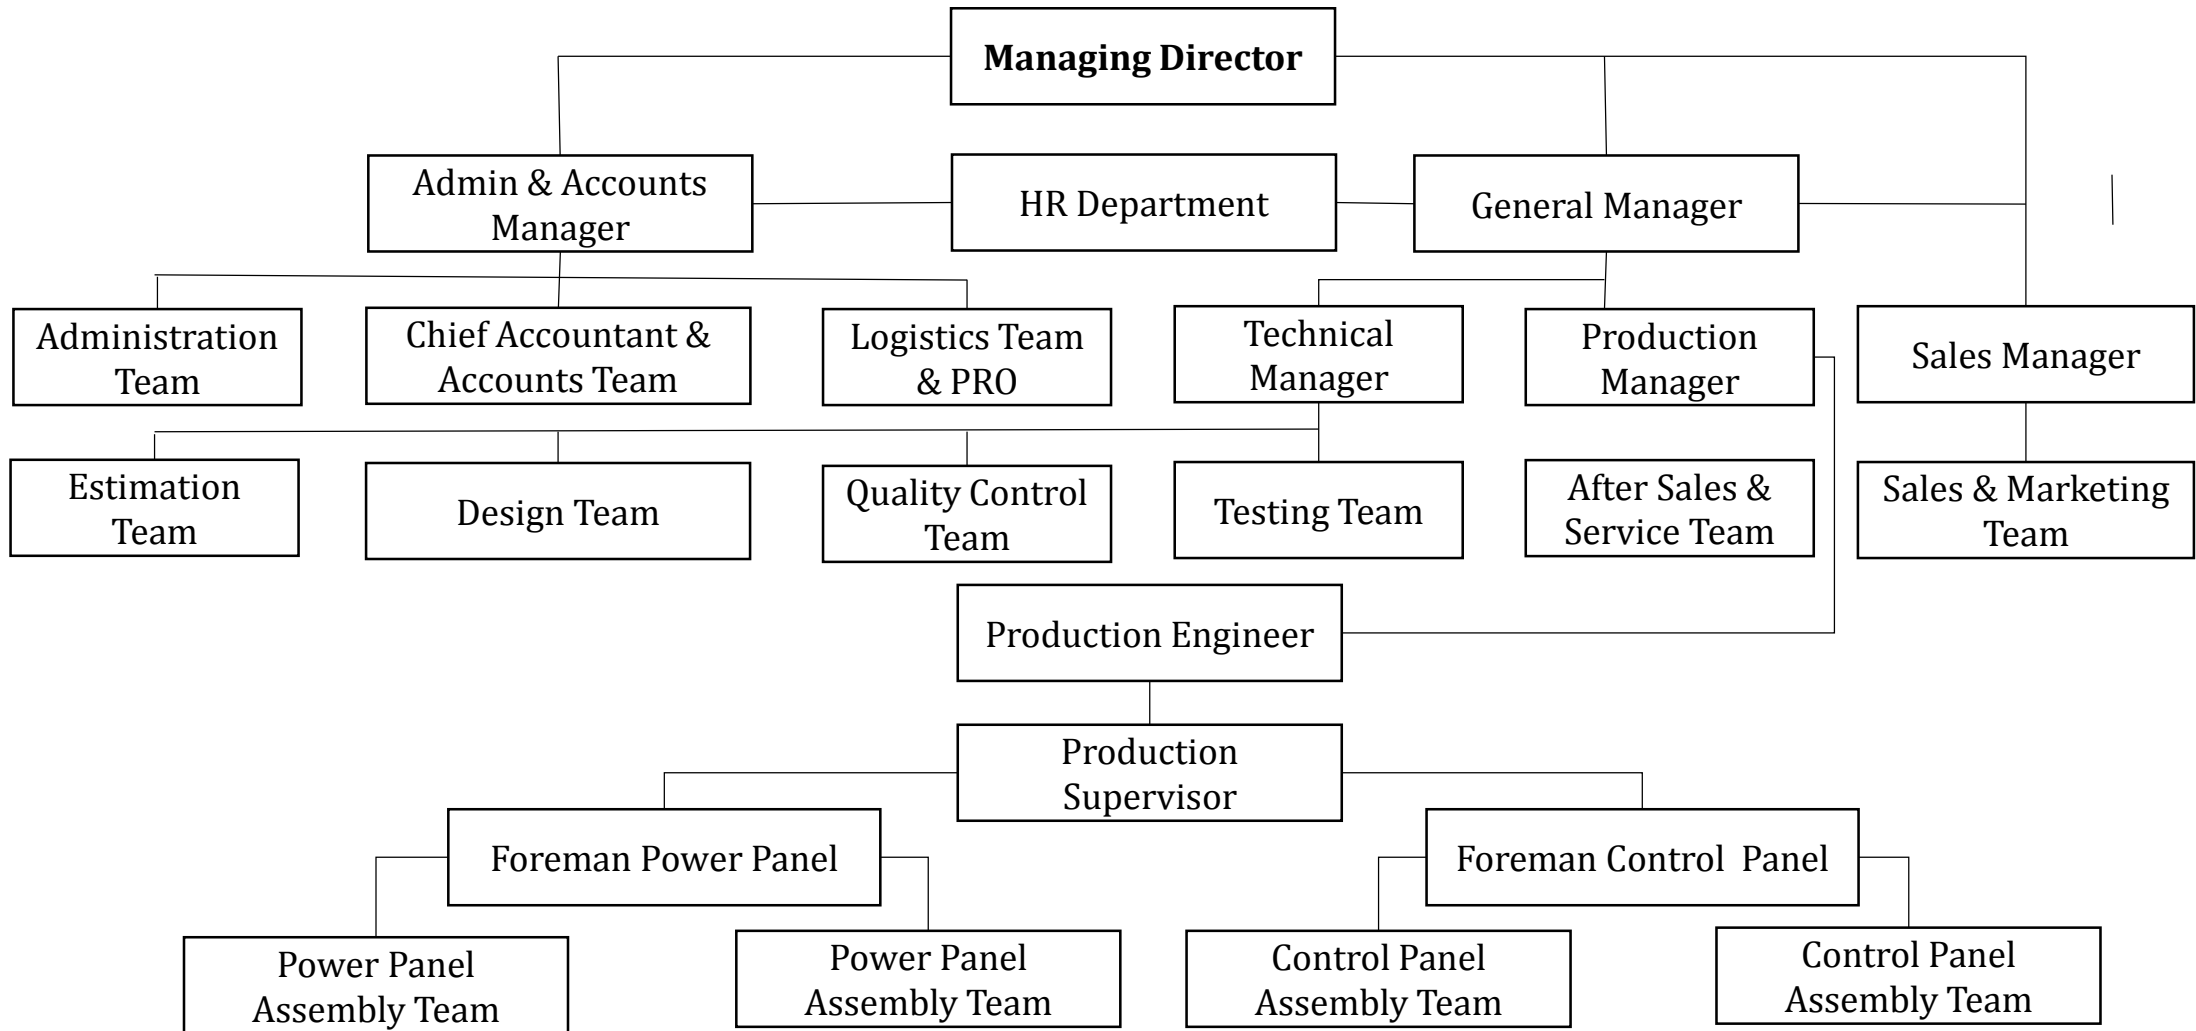 Managing Director
Admin & Accounts
Manager
HR Department
General Manager
Administration
Team
Chief Accountant &
Accounts Team
Logistics Team
& PRO
Technical
Manager
Production
Manager
Sales Manager
Estimation
Team
Design Team
Quality Control
Team
Testing Team
After Sales &
Service Team
Sales & Marketing
Team
Production Engineer
Production
Supervisor
Foreman Power Panel
Foreman Control  Panel
Power Panel
Assembly Team
Power Panel
Assembly Team
Control Panel
Assembly Team
Control Panel
Assembly Team